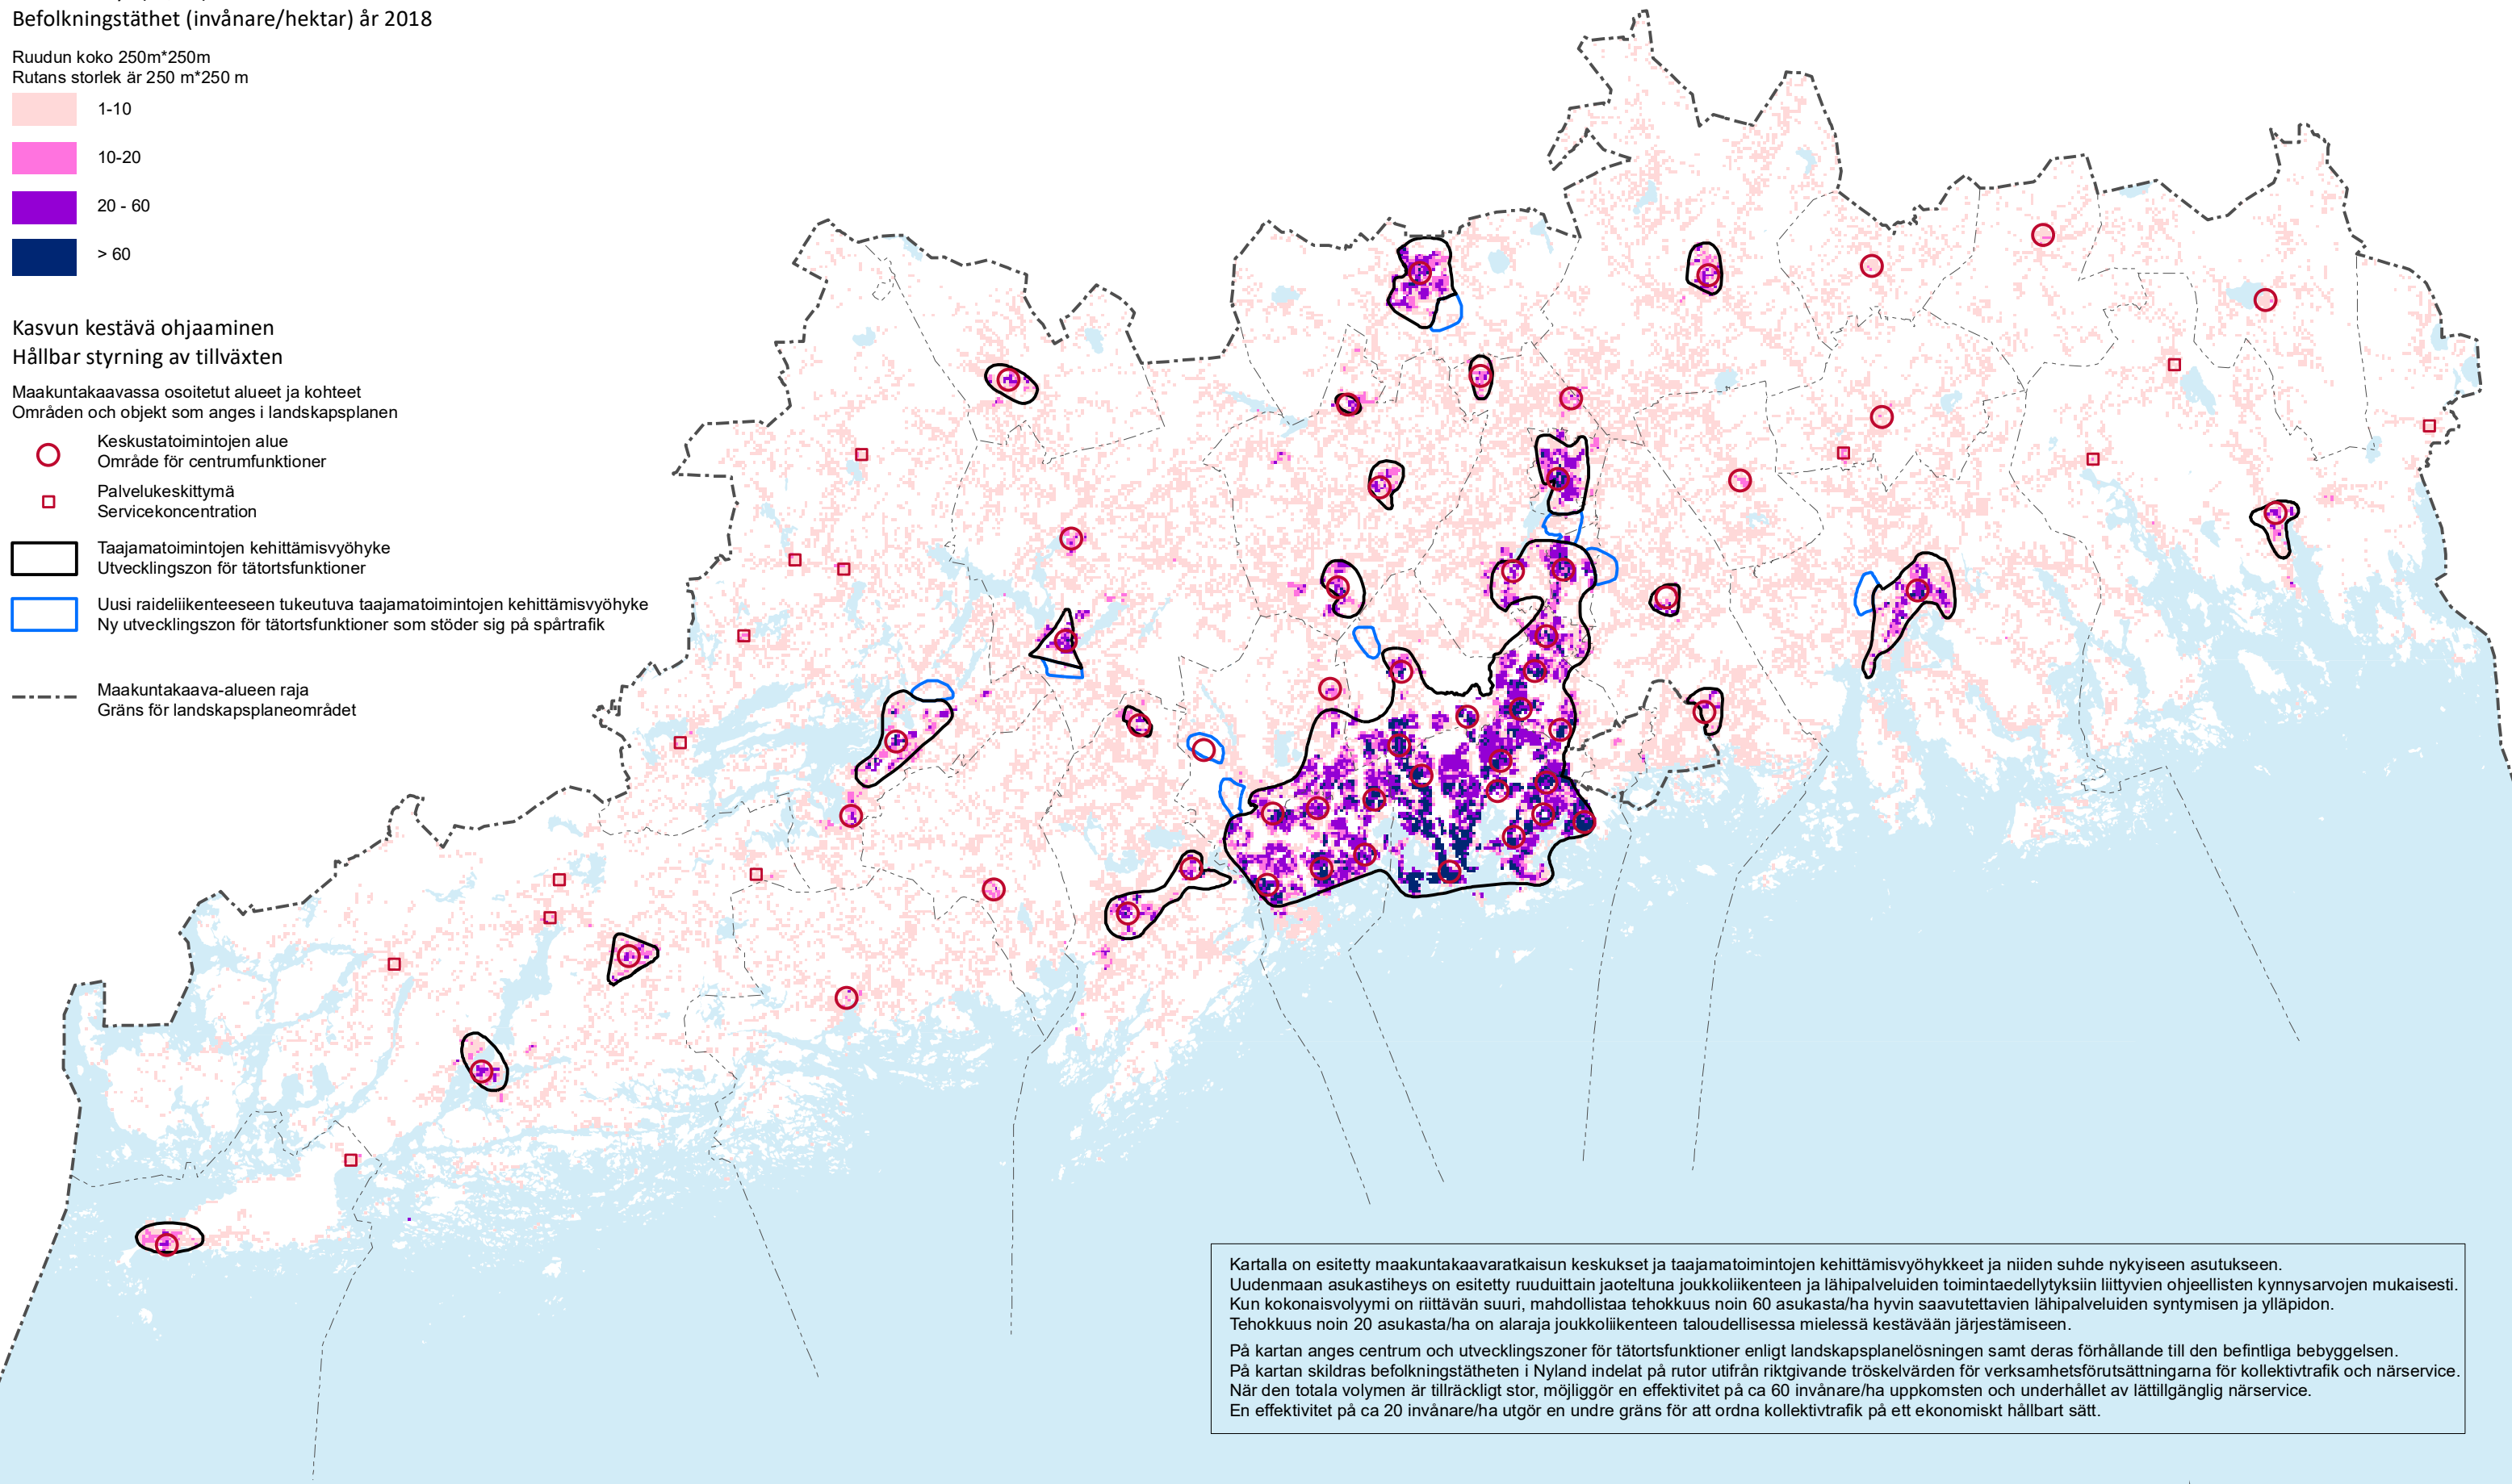 Befolkningstäthet (invånare/hektar) år 2018
Ruudun koko 250m*250m
Rutans storlek är 250 m*250 m
1-10
10-20
20 - 60
> 60
Kasvun kestävä ohjaaminen
Hållbar styrning av tillväxten
Maakuntakaavassa osoitetut alueet ja kohteet
Områden och objekt som anges i landskapsplanen
Keskustatoimintojen alue
Område för centrumfunktioner
Palvelukeskittymä
Servicekoncentration
Taajamatoimintojen kehittämisvyöhyke
Utvecklingszon för tätortsfunktioner
Uusi raideliikenteeseen tukeutuva taajamatoimintojen kehittämisvyöhyke
Ny utvecklingszon för tätortsfunktioner som stöder sig på spårtrafik
Maakuntakaava-alueen raja
Gräns för landskapsplaneområdet
Kartalla on esitetty maakuntakaavaratkaisun keskukset ja taajamatoimintojen kehittämisvyöhykkeet ja niiden suhde nykyiseen asutukseen.
Uudenmaan asukastiheys on esitetty ruuduittain jaoteltuna joukkoliikenteen ja lähipalveluiden toimintaedellytyksiin liittyvien ohjeellisten kynnysarvojen mukaisesti.
Kun kokonaisvolyymi on riittävän suuri, mahdollistaa tehokkuus noin 60 asukasta/ha hyvin saavutettavien lähipalveluiden syntymisen ja ylläpidon.
Tehokkuus noin 20 asukasta/ha on alaraja joukkoliikenteen taloudellisessa mielessä kestävään järjestämiseen.
På kartan anges centrum och utvecklingszoner för tätortsfunktioner enligt landskapsplanelösningen samt deras förhållande till den befintliga bebyggelsen.
På kartan skildras befolkningstätheten i Nyland indelat på rutor utifrån riktgivande tröskelvärden för verksamhetsförutsättningarna för kollektivtrafik och närservice.
När den totala volymen är tillräckligt stor, möjliggör en effektivitet på ca 60 invånare/ha uppkomsten och underhållet av lättillgänglig närservice.
En effektivitet på ca 20 invånare/ha utgör en undre gräns för att ordna kollektivtrafik på ett ekonomiskt hållbart sätt.